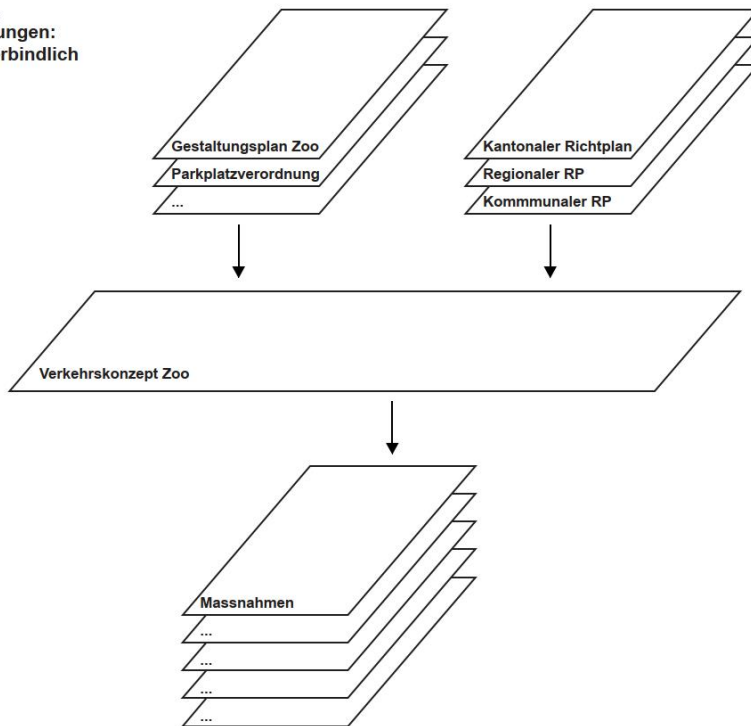 ungen:
rbindlich
Gestaltungsplan Zoo
Parkplatzverordnung
...
Kantonaler Richtplan
Regionaler RP
Kommmunaler RP
Verkehrskonzept Zoo
Massnahmen
...
...
...
...